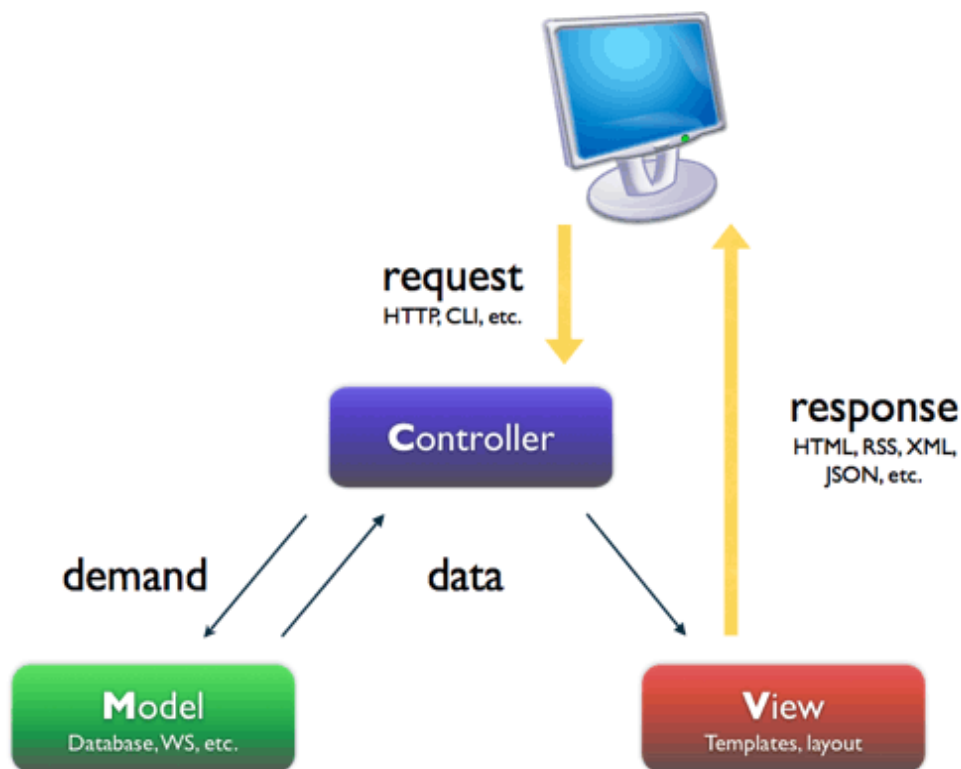 request
HTTP, CLI, etc.
Controller
response
HTML, RSS, XML,
JSON, etc.
demand
data
Model
Database, WS, etc.
View
Templates, layout